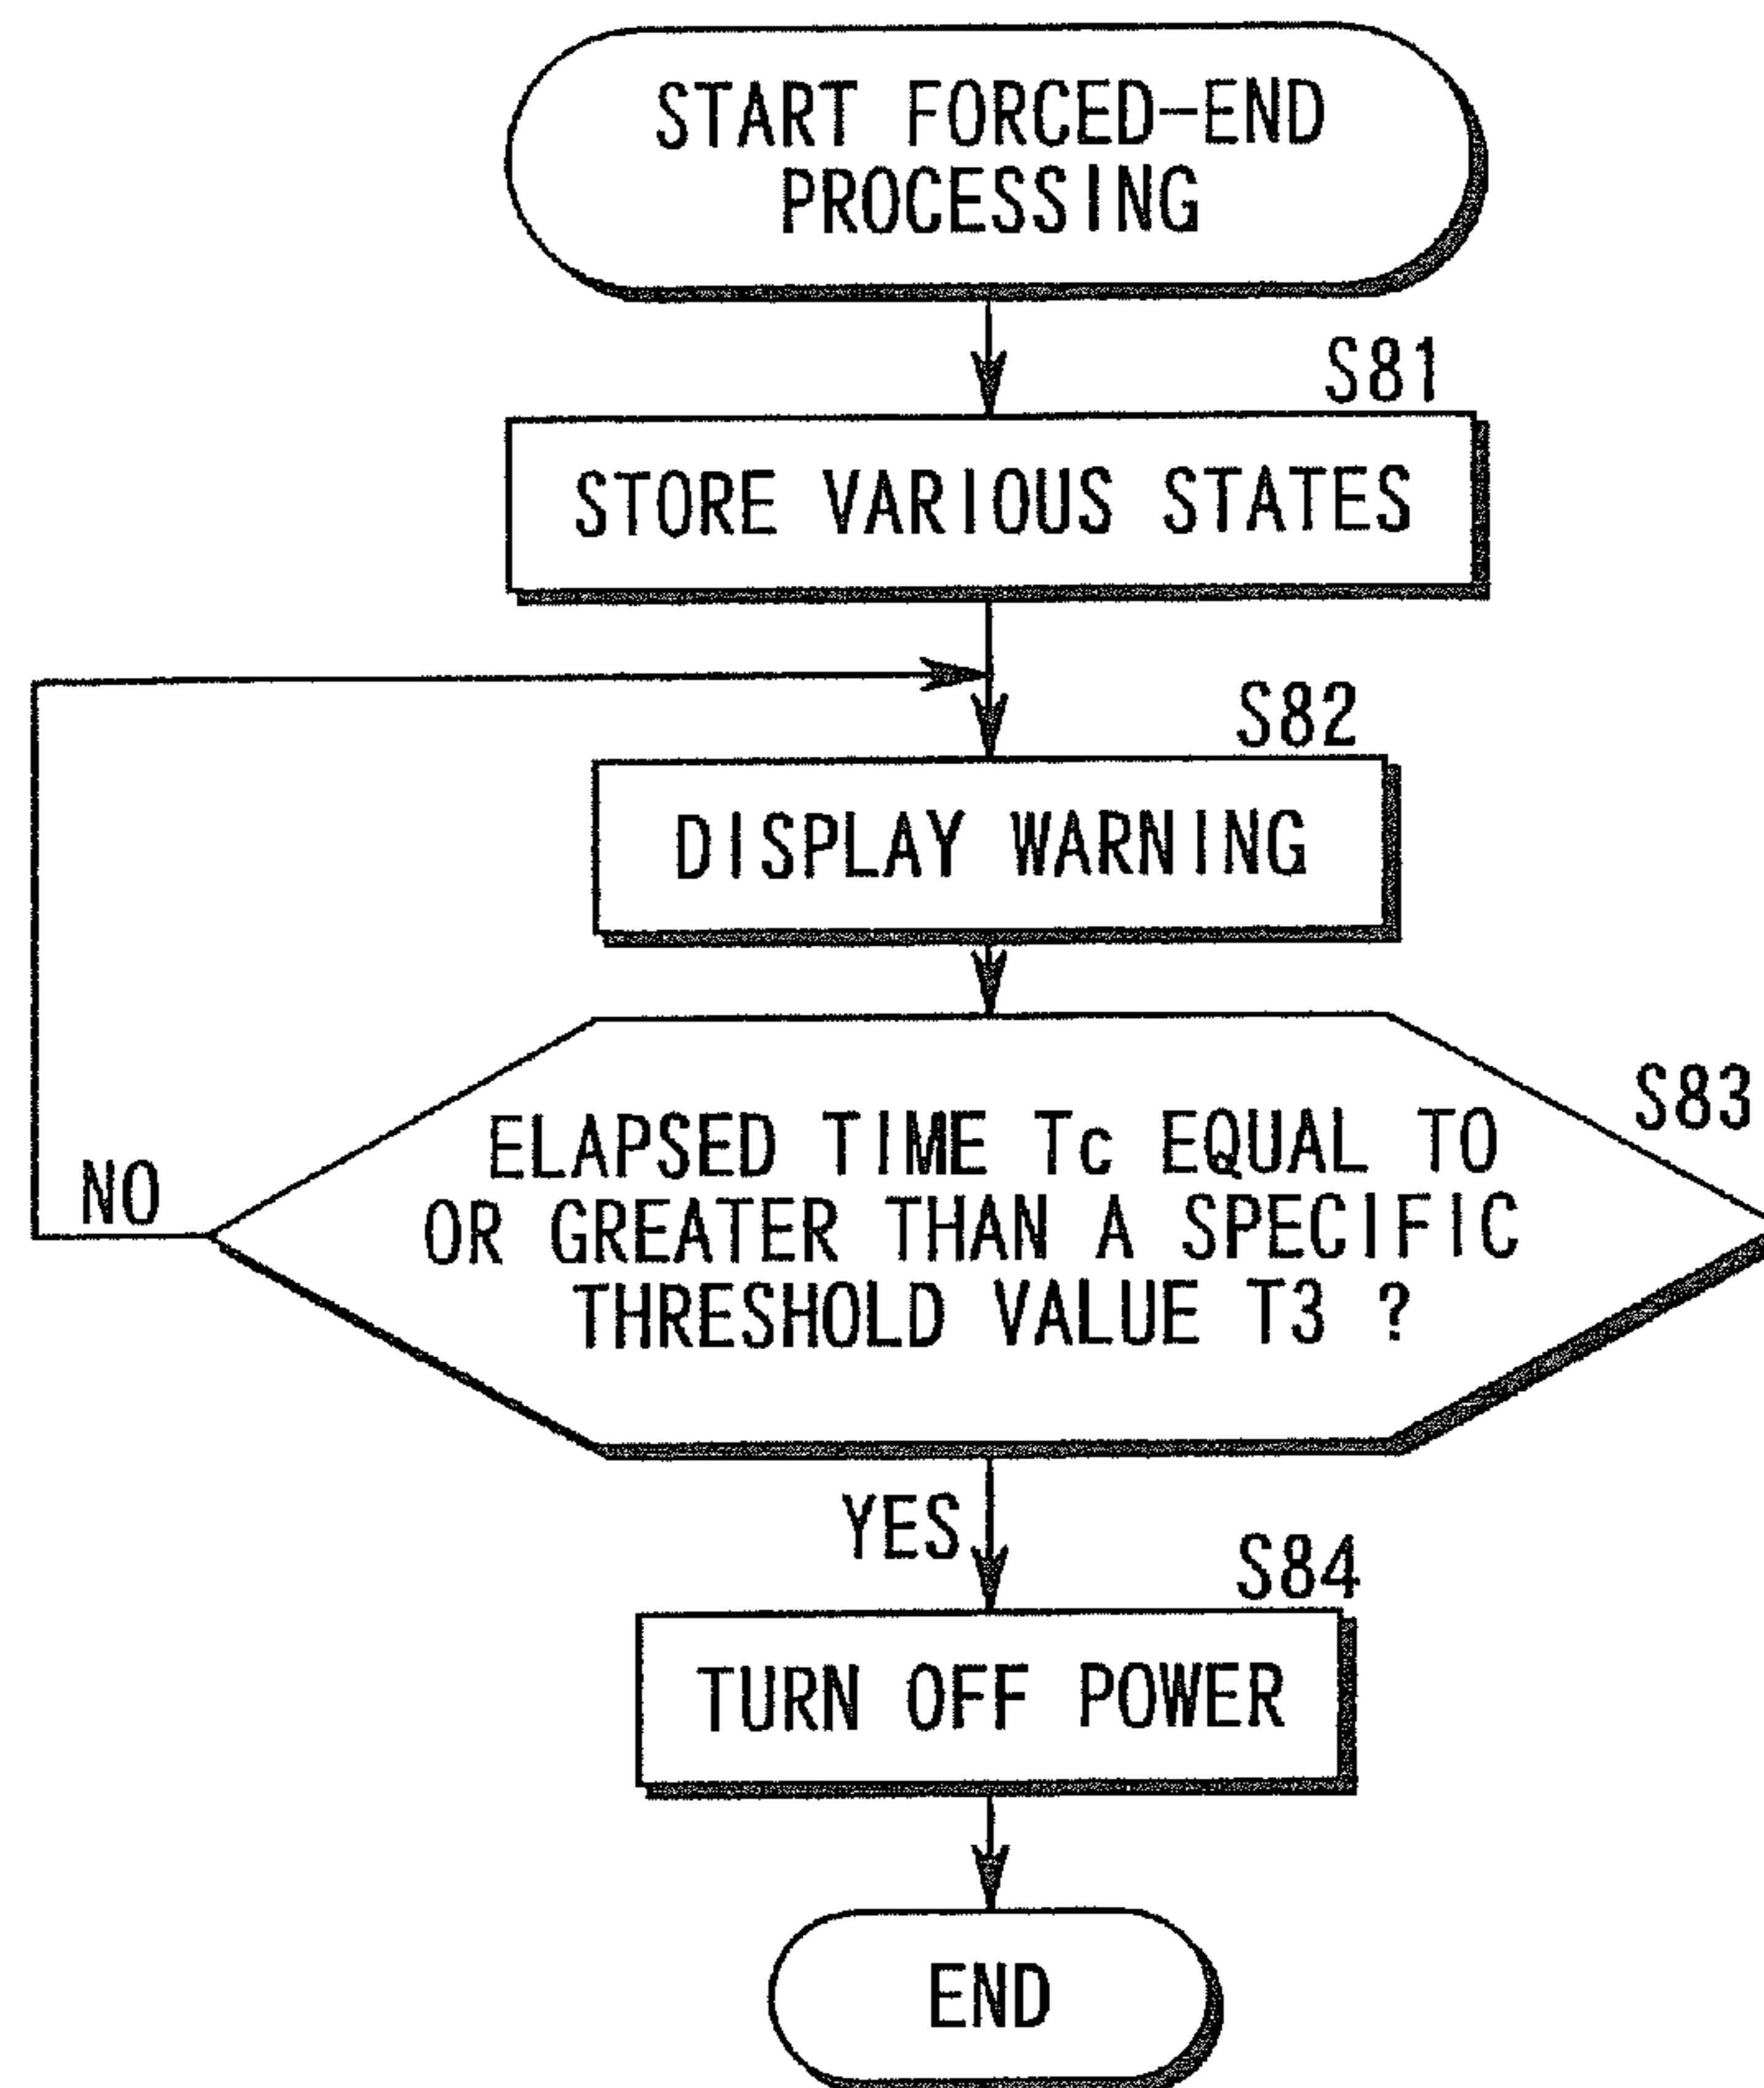 START FORCED-END
PROCESSING
S81
STORE VARIOUS STATES
S82
DISPLAY WARNING
S83
ELAPSED TIME Tc EQUAL TO
OR GREATER THAN A SPECIFIC
THRESHOLD VALUE T3 ?
NO
YES
S84
TURN OFF POWER
END